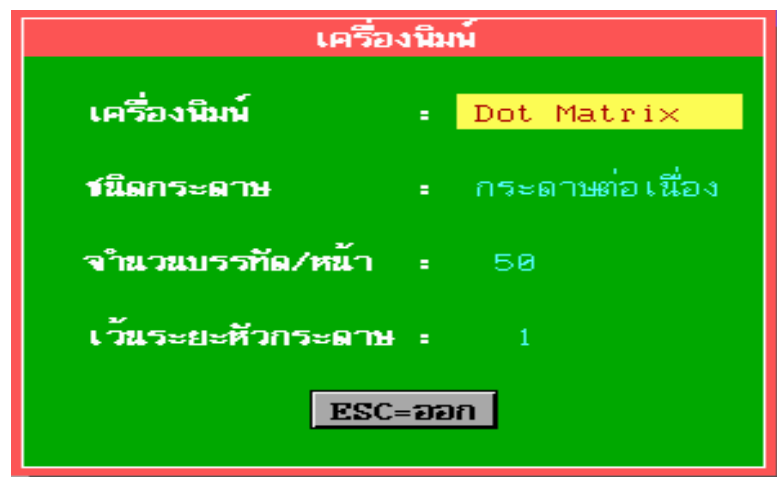 เครื่องพิมพ์
เครื่องพิมพ์ : Dot Matrix
ชนิดกระดาษ : กระดาษต่อเนื่อง
จำนวนบรรทัด/หน้า : 50
เว้นระยะหัวกระดาษ : 1
ESC=ออก